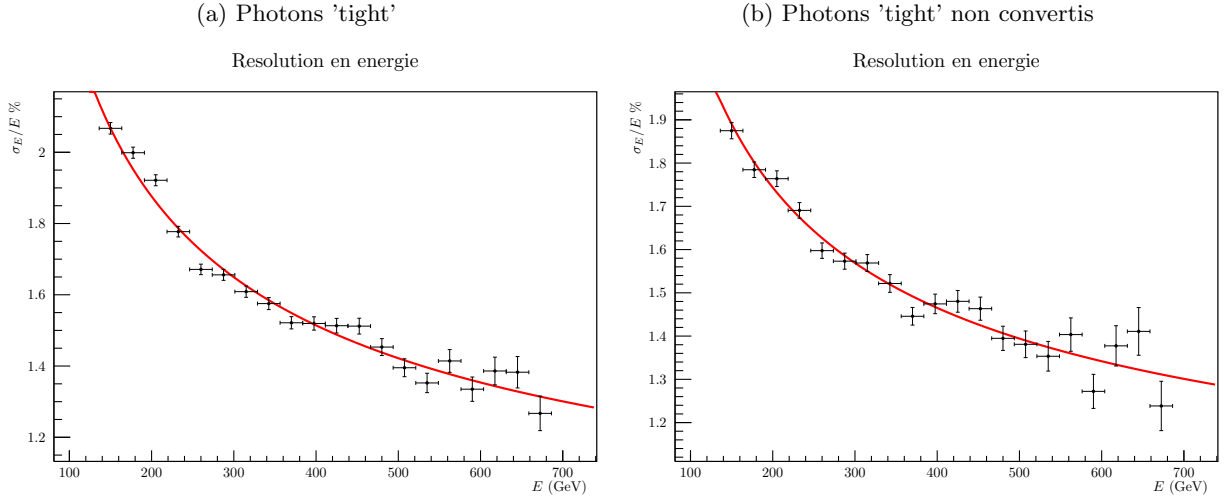 (a) Photons ’tight’
Resolution en energie
σ_E/E %
2
1.8
1.6
1.4
1.2
100 200 300 400 500 600 700
E (GeV)
(b) Photons ’tight’ non convertis
Resolution en energie
σ_E/E %
1.9
1.8
1.7
1.6
1.5
1.4
1.3
1.2
100 200 300 400 500 600 700
E (GeV)